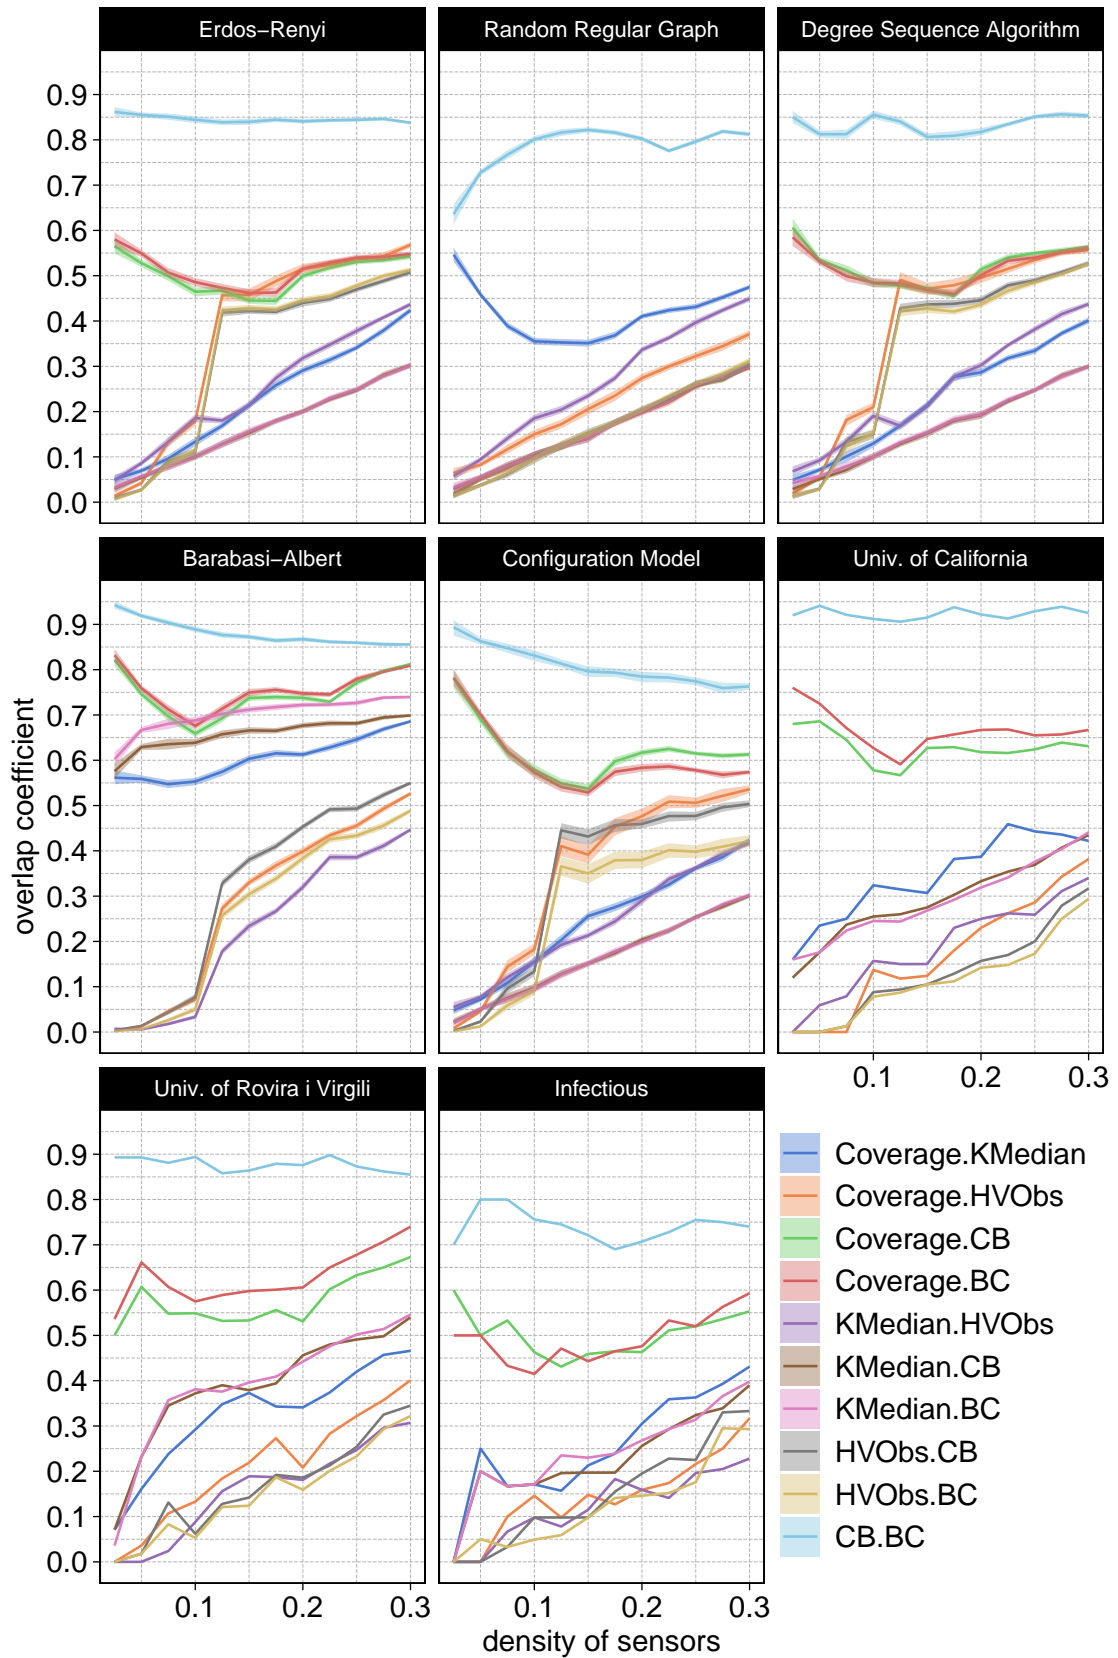 Erdos−Renyi
Random Regular Graph
Degree Sequence Algorithm
0.9
0.8
0.7
0.6
0.5
0.4
0.3
0.2
0.1
0.0
Barabasi−Albert
Configuration Model
Univ. of California
0.9
0.8
0.7
0.6
0.5
0.4
0.3
0.2
0.1
0.0
overlap coefficient
0.1 0.2 0.3
Univ. of Rovira i Virgili
Infectious
0.9
0.8
0.7
0.6
0.5
0.4
0.3
0.2
0.1
0.0
0.1 0.2 0.3
0.1 0.2 0.3
density of sensors
Coverage.KMedian
Coverage.HVObs
Coverage.CB
Coverage.BC
KMedian.HVObs
KMedian.CB
KMedian.BC
HVObs.CB
HVObs.BC
CB.BC